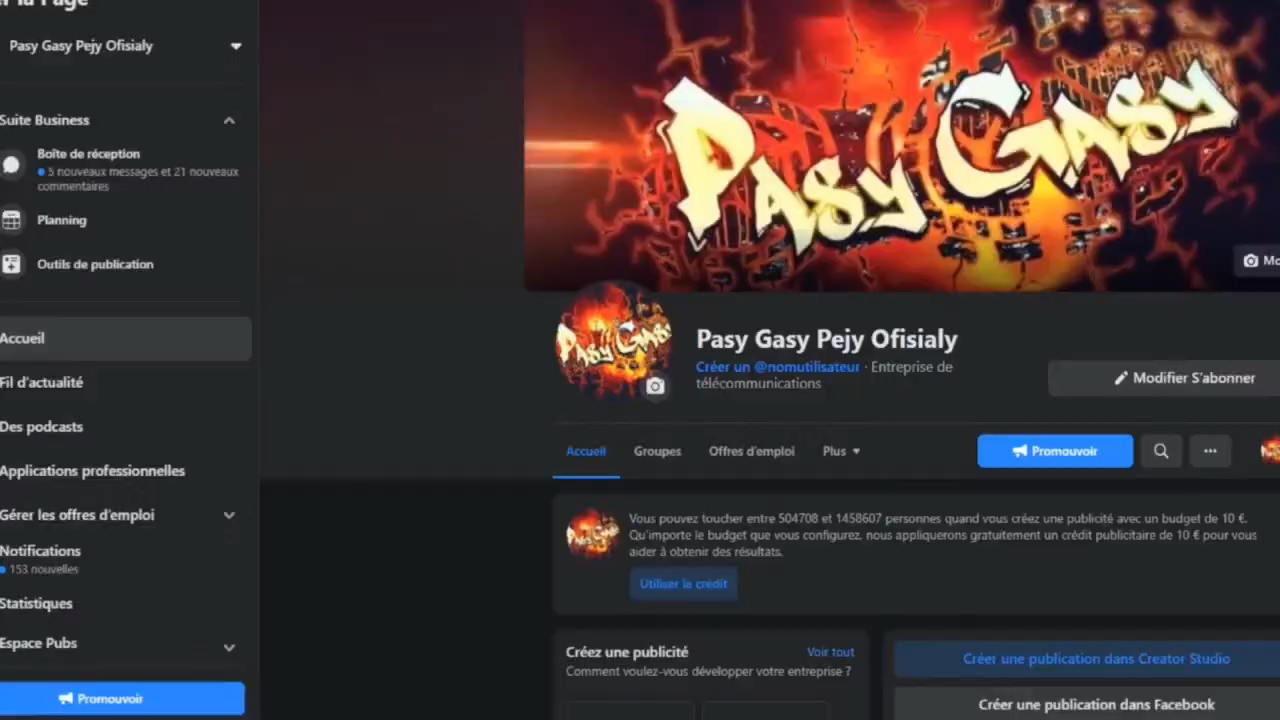 Pasy Gasy Pejy Ofisialy
Suite Business
Boîte de réception
5 nouveaux messages et 21 nouveaux
commentaires
Planning
Outils de publication
Accueil
Fil d'actualité
Des podcasts
Applications professionnelles
Gérer les offres d'emploi
Notifications
153 nouvelles
Statistiques
Espace Pubs
Promouvoir
PASY GASY
PASY GASY
Pasy Gasy Pejy Ofisialy
Créer un @nomutilisateur · Entreprise de
télécommunications
Modifier S'abonner
Accueil
Groupes
Offres d'emploi
Plus
Promouvoir
Vous pouvez toucher entre 504708 et 1458607 personnes quand vous créez une publicité avec un budget de 10 €.
Qu'importe le budget que vous configurez, nous appliquerons gratuitement un crédit publicitaire de 10 € pour vous
aider à obtenir des résultats.
Utiliser le crédit
Créez une publicité
Voir tout
Comment voulez-vous développer votre entreprise ?
Créer une publication dans Creator Studio
Créer une publication dans Facebook